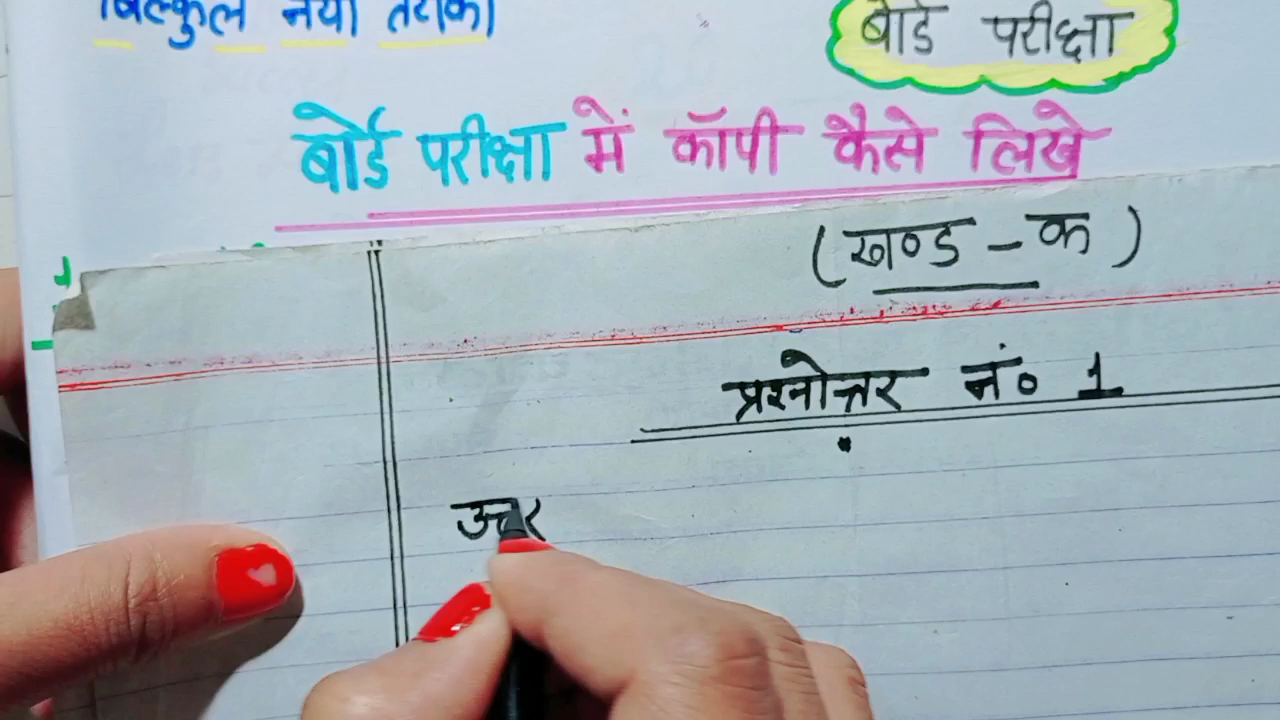 बिल्कुल नया तरीका
बोर्ड परीक्षा
बोर्ड परीक्षा में कॉपी कैसे लिखे
(खण्ड - क)
प्रश्नोत्तर नं० 1
उत्तर